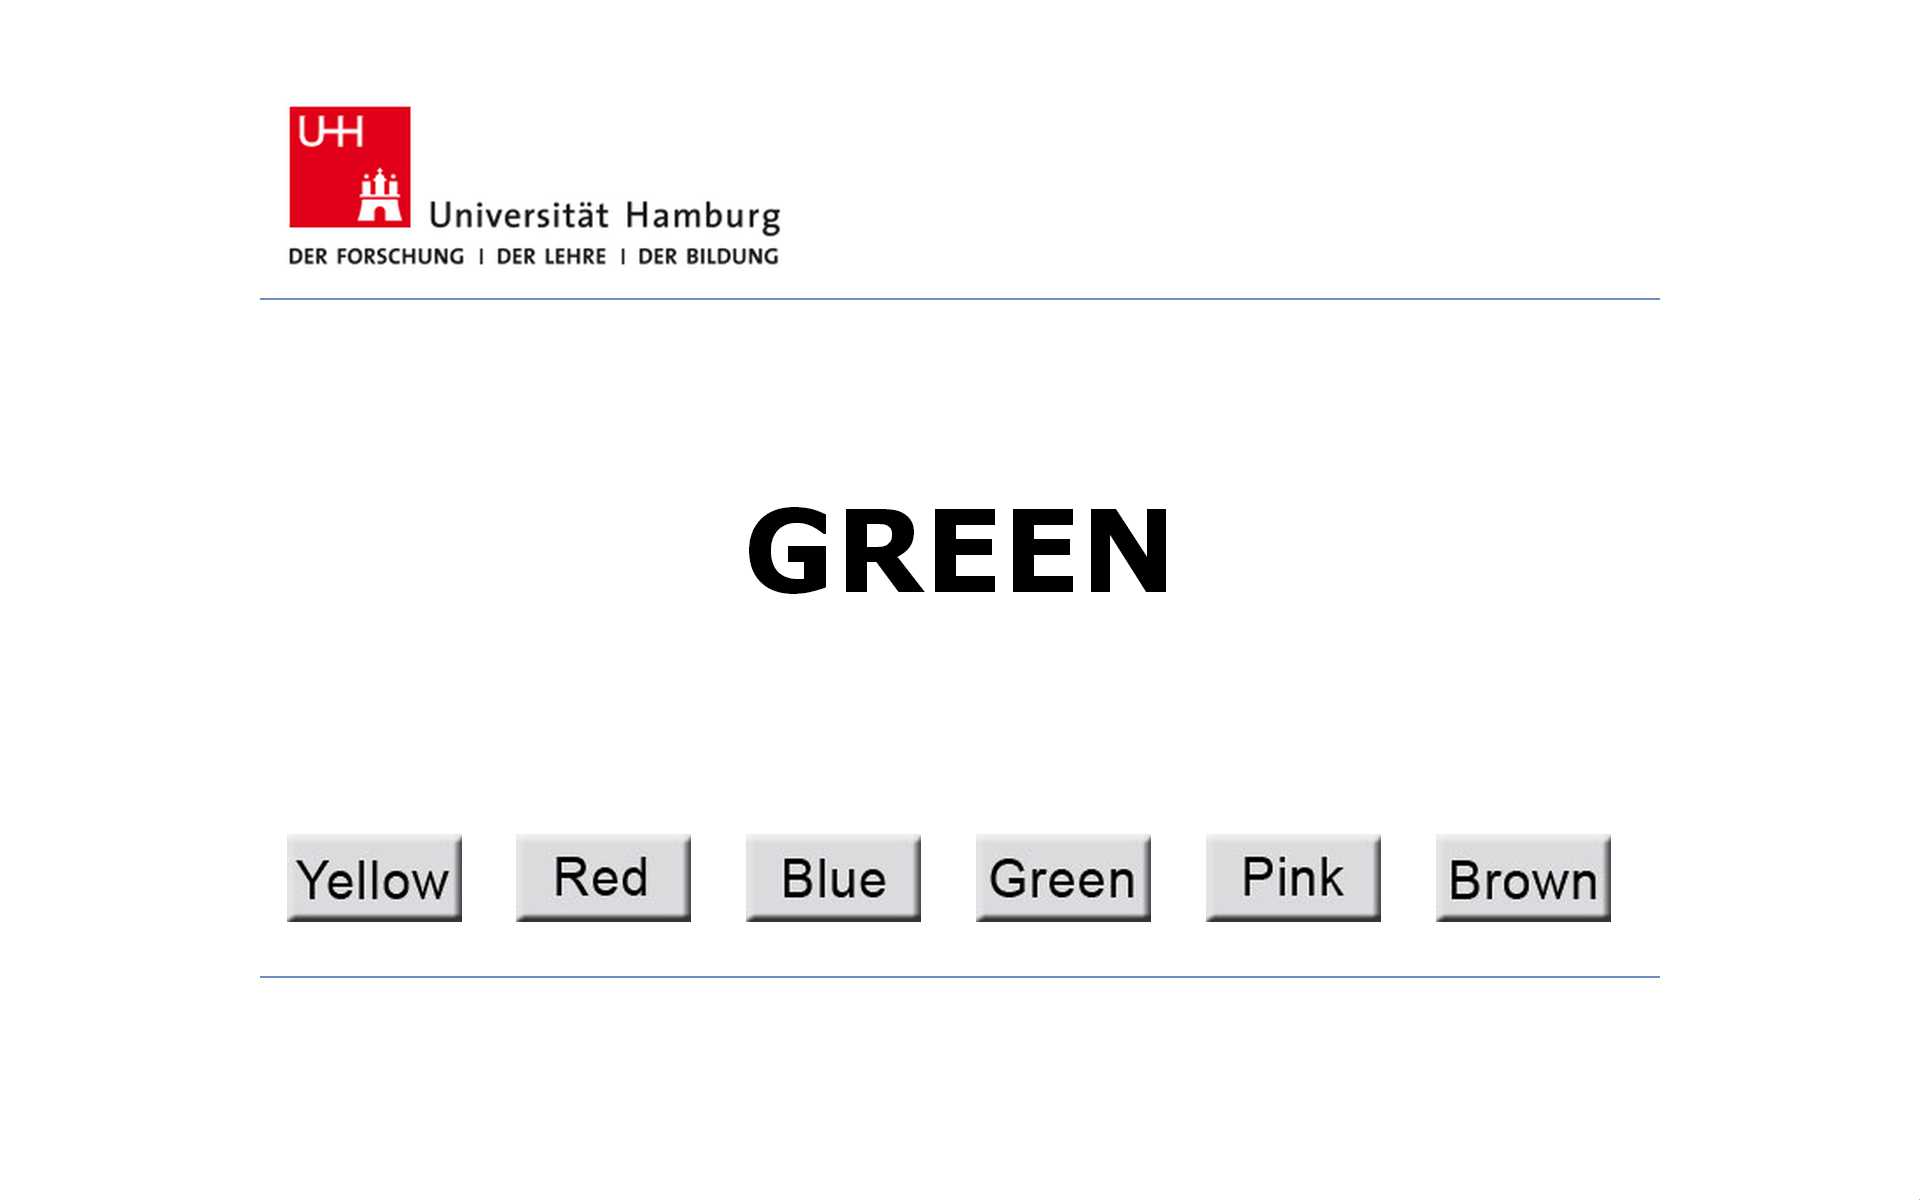 UHH
Universität Hamburg
DER FORSCHUNG | DER LEHRE | DER BILDUNG
GREEN
Yellow Red Blue Green Pink Brown